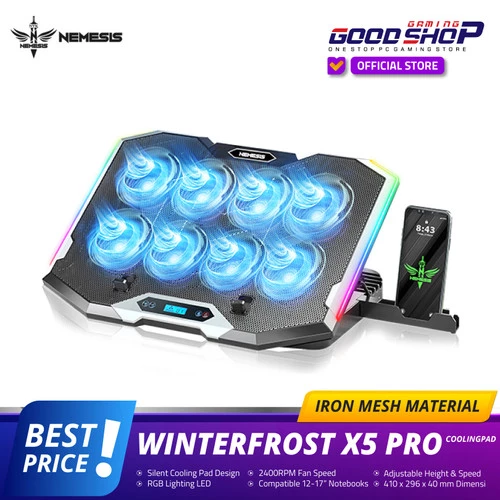 NEMESIS
NEMESIS
GAMING
GOODSHOP
ONE STOP PC GAMING STORE
OFFICIAL STORE
NEMESIS
8:43
IRON MESH MATERIAL
BEST
PRICE!
WINTERFROST X5 PRO COOLINGPAD
• Silent Cooling Pad Design
• RGB Lighting LED
• 2400RPM Fan Speed
• Compatible 12-17" Notebooks
• Adjustable Height & Speed
• 410 x 296 x 40 mm Dimensi